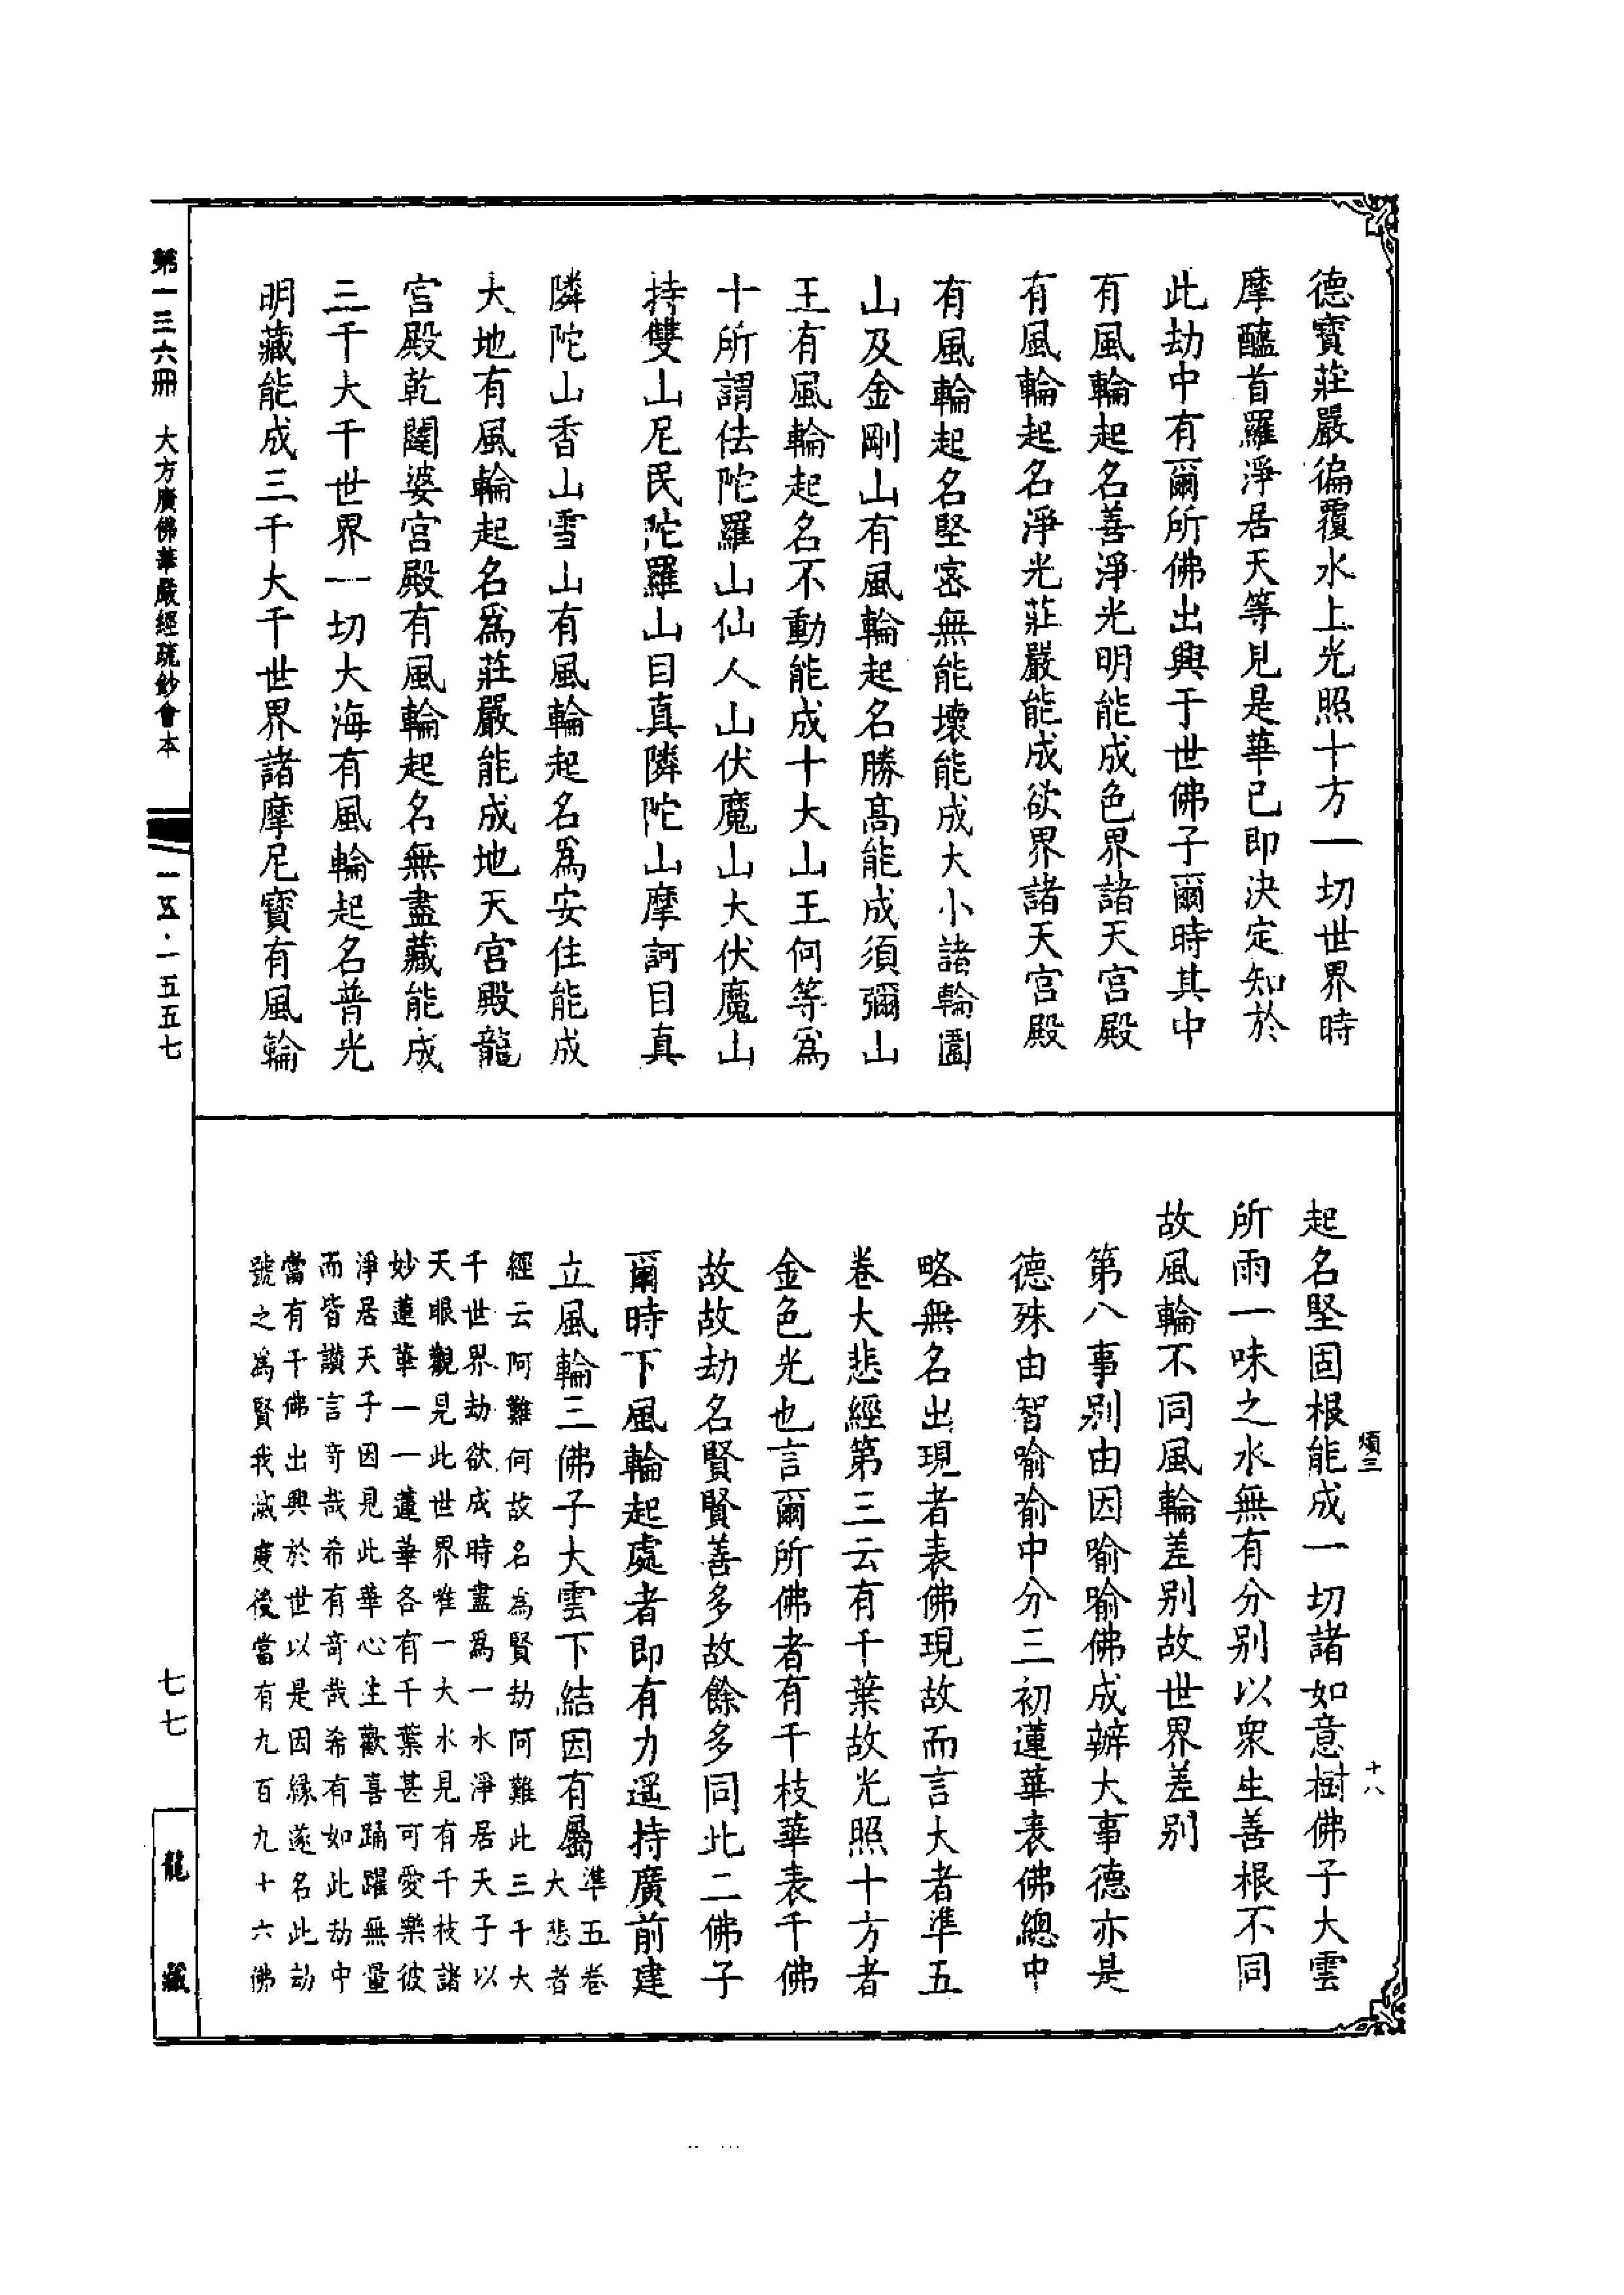 德寶莊嚴徧覆水上光照十方一切世界時
摩醯首羅淨居天等見是華已即決定知於
此劫中有爾所佛出興于世佛子爾時其中
有風輪起名善淨光明能成色界諸天宮殿
有風輪起名淨光莊嚴能成欲界諸天宮殿
有風輪起名堅密無能壞能成大小諸輪圍
山及金剛山有風輪起名勝高能成須彌山
王有風輪起名不動能成十大山王何等為
十所謂佉陀羅山仙人山伏魔山大伏魔山
持雙山尼民陀羅山目真隣陀山摩訶目真
隣陀山香山雪山有風輪起名為安住能成
大地有風輪起名為莊嚴能成地天宮殿龍
宮殿乾闥婆宮殿有風輪起名無盡藏能成
三千大千世界一切大海有風輪起名普光
明藏能成三千大千世界諸摩尼寶有風輪
起名堅固根能成一切諸如意樹佛子大雲
所雨一味之水無有分別以眾生善根不同
故風輪不同風輪差別故世界差別
第八事別由因喻喻佛成辦大事德亦是
德殊由智喻喻中分三初蓮華表佛總中
略無名出現者表佛現故而言大者準五
卷大悲經第三云有千葉故光照十方者
金色光也言爾所佛者有千枝華表千佛
故故劫名賢賢善多故餘多同此二佛子
爾時下風輪起處者即有力遥持廣前建
立風輪三佛子大雲下結因有屬
準五卷
大悲者
經云阿難何故名為賢劫阿難此三千大
千世界劫欲成時盡為一水淨居天子以
天眼觀見此世界唯一大水見有千枝諸
妙蓮華一一蓮華各有千葉甚可愛樂彼
淨居天子因見此華心生歡喜踊躍無量
而皆讚言奇哉希有奇哉希有如此劫中
當有千佛出興於世以是因緣遂名此劫
號之為賢我滅度後當有九百九十六佛
煩三
十八
第一三六冊 大方廣佛華嚴經疏鈔會本
一五·一五五七
七七
龍藏